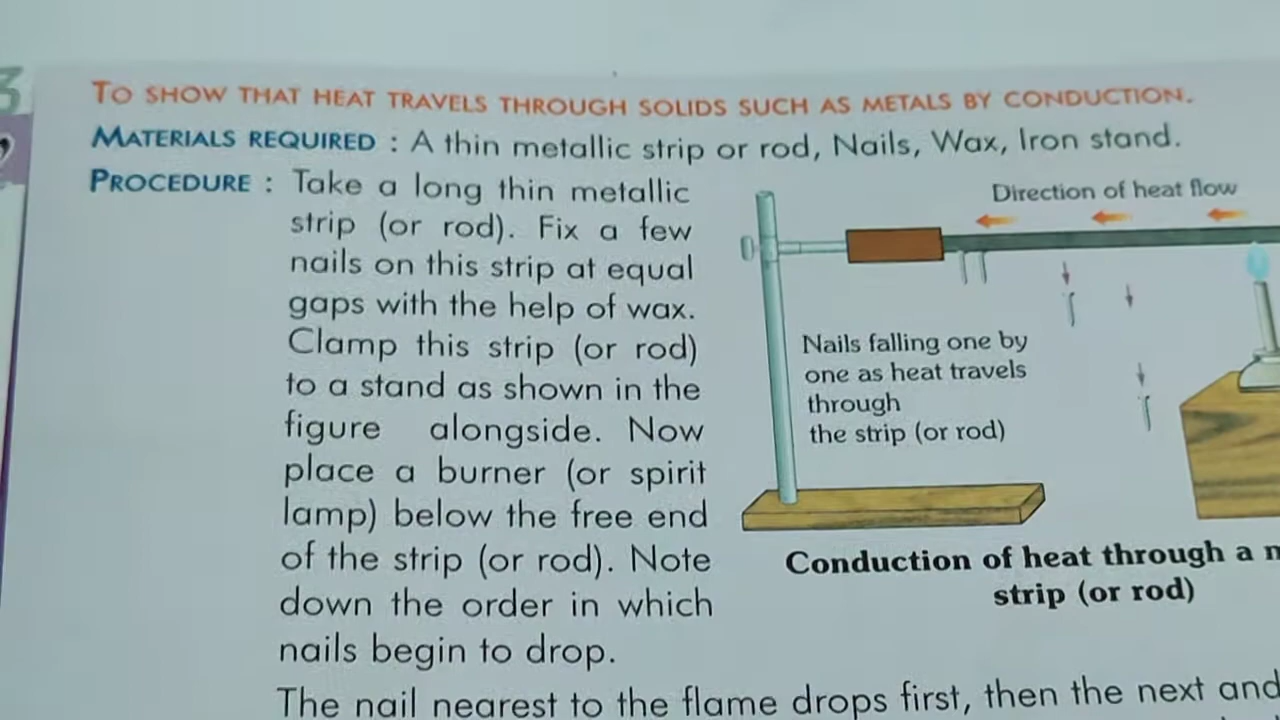 3
TO SHOW THAT HEAT TRAVELS THROUGH SOLIDS SUCH AS METALS BY CONDUCTION.
MATERIALS REQUIRED : A thin metallic strip or rod, Nails, Wax, Iron stand.
PROCEDURE : Take a long thin metallic
strip (or rod). Fix a few
nails on this strip at equal
gaps with the help of wax.
Clamp this strip (or rod)
to a stand as shown in the
figure alongside. Now
place a burner (or spirit
lamp) below the free end
of the strip (or rod). Note
down the order in which
nails begin to drop.
Direction of heat flow
Nails falling one by
one as heat travels
through
the strip (or rod)
Conduction of heat through a m
strip (or rod)
The nail nearest to the flame drops first, then the next and